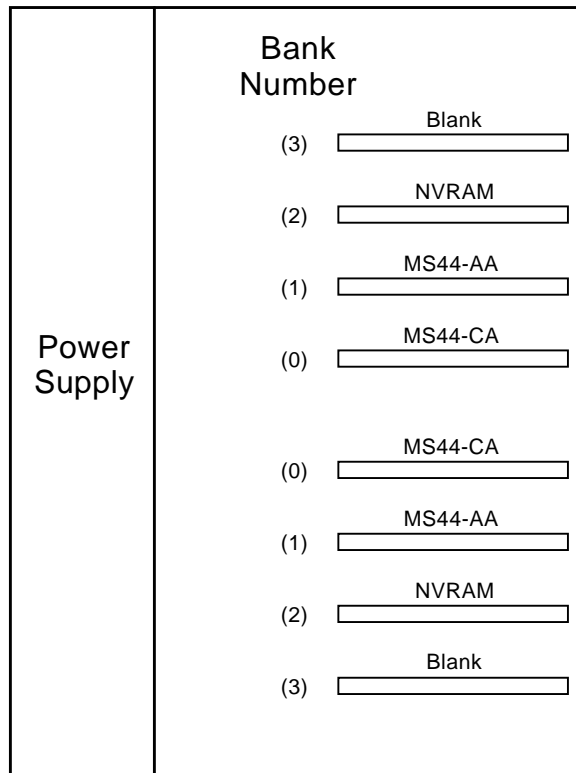 Bank
Number
Blank
(3)
NVRAM
(2)
MS44-AA
(1)
MS44-CA
(0)
Power
Supply
MS44-CA
(0)
MS44-AA
(1)
NVRAM
(2)
Blank
(3)